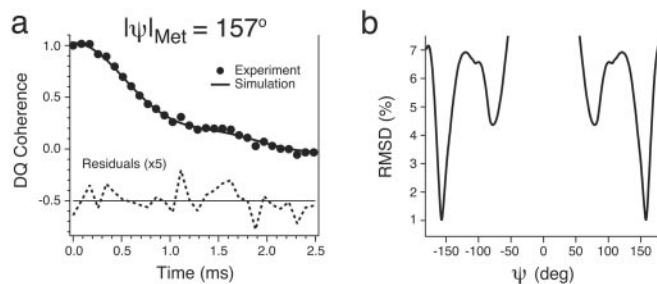 a
|ψ|Met = 157º
DQ Coherence
1.0
0.5
0.0
-0.5
Experiment
Simulation
Residuals (x5)
0.0 0.5 1.0 1.5 2.0 2.5
Time (ms)
b
RMSD (%)
7
6
5
4
3
2
1
-150 -100 -50 0 50 100 150
ψ (deg)